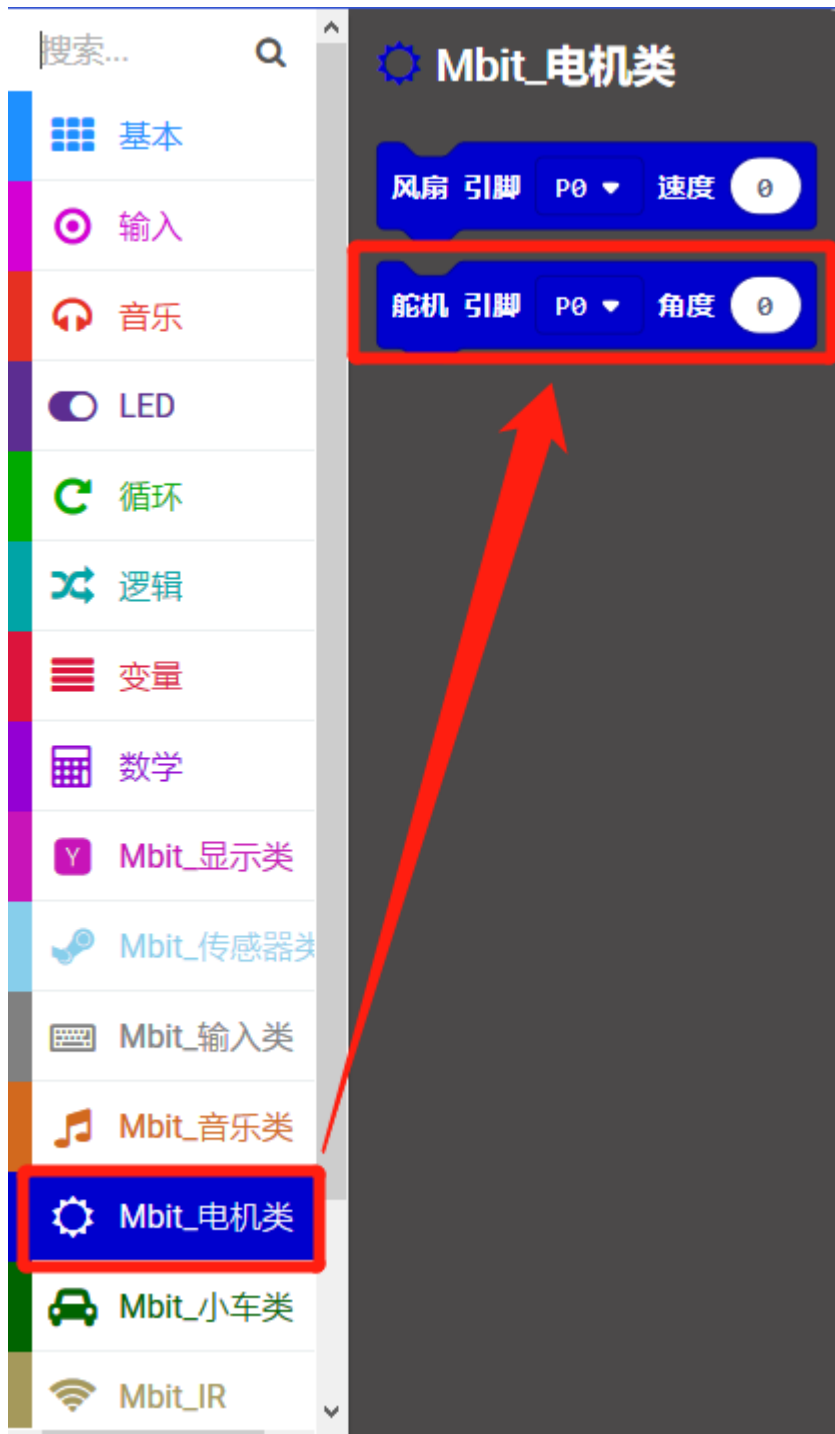 搜索...
基本
输入
音乐
LED
循环
逻辑
变量
数学
Y Mbit_显示类
Mbit_传感器类
Mbit_输入类
Mbit_音乐类
Mbit_电机类
Mbit_小车类
Mbit_IR
Mbit_电机类
风扇 引脚 P0 速度 0
舵机 引脚 P0 角度 0